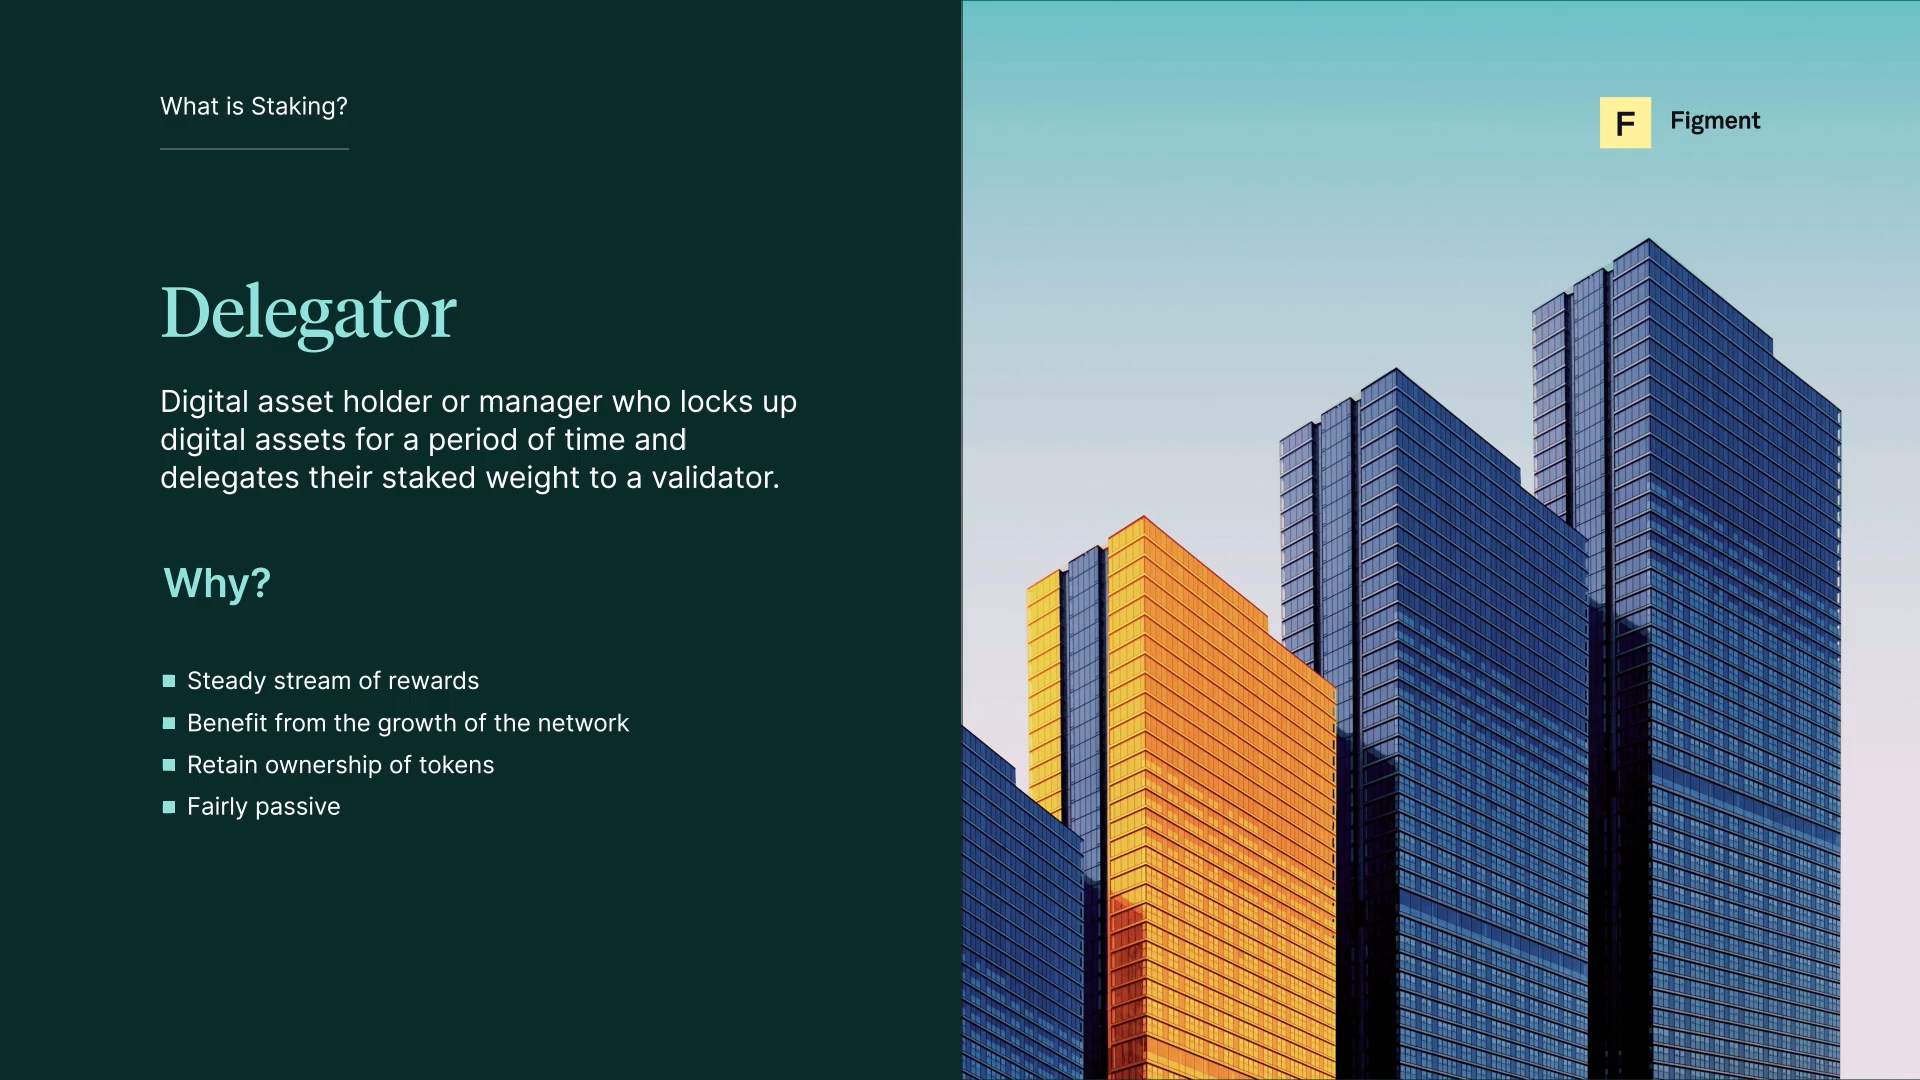 What is Staking?
F Figment
Delegator
Digital asset holder or manager who locks up
digital assets for a period of time and
delegates their staked weight to a validator.
Why?
Steady stream of rewards
Benefit from the growth of the network
Retain ownership of tokens
Fairly passive